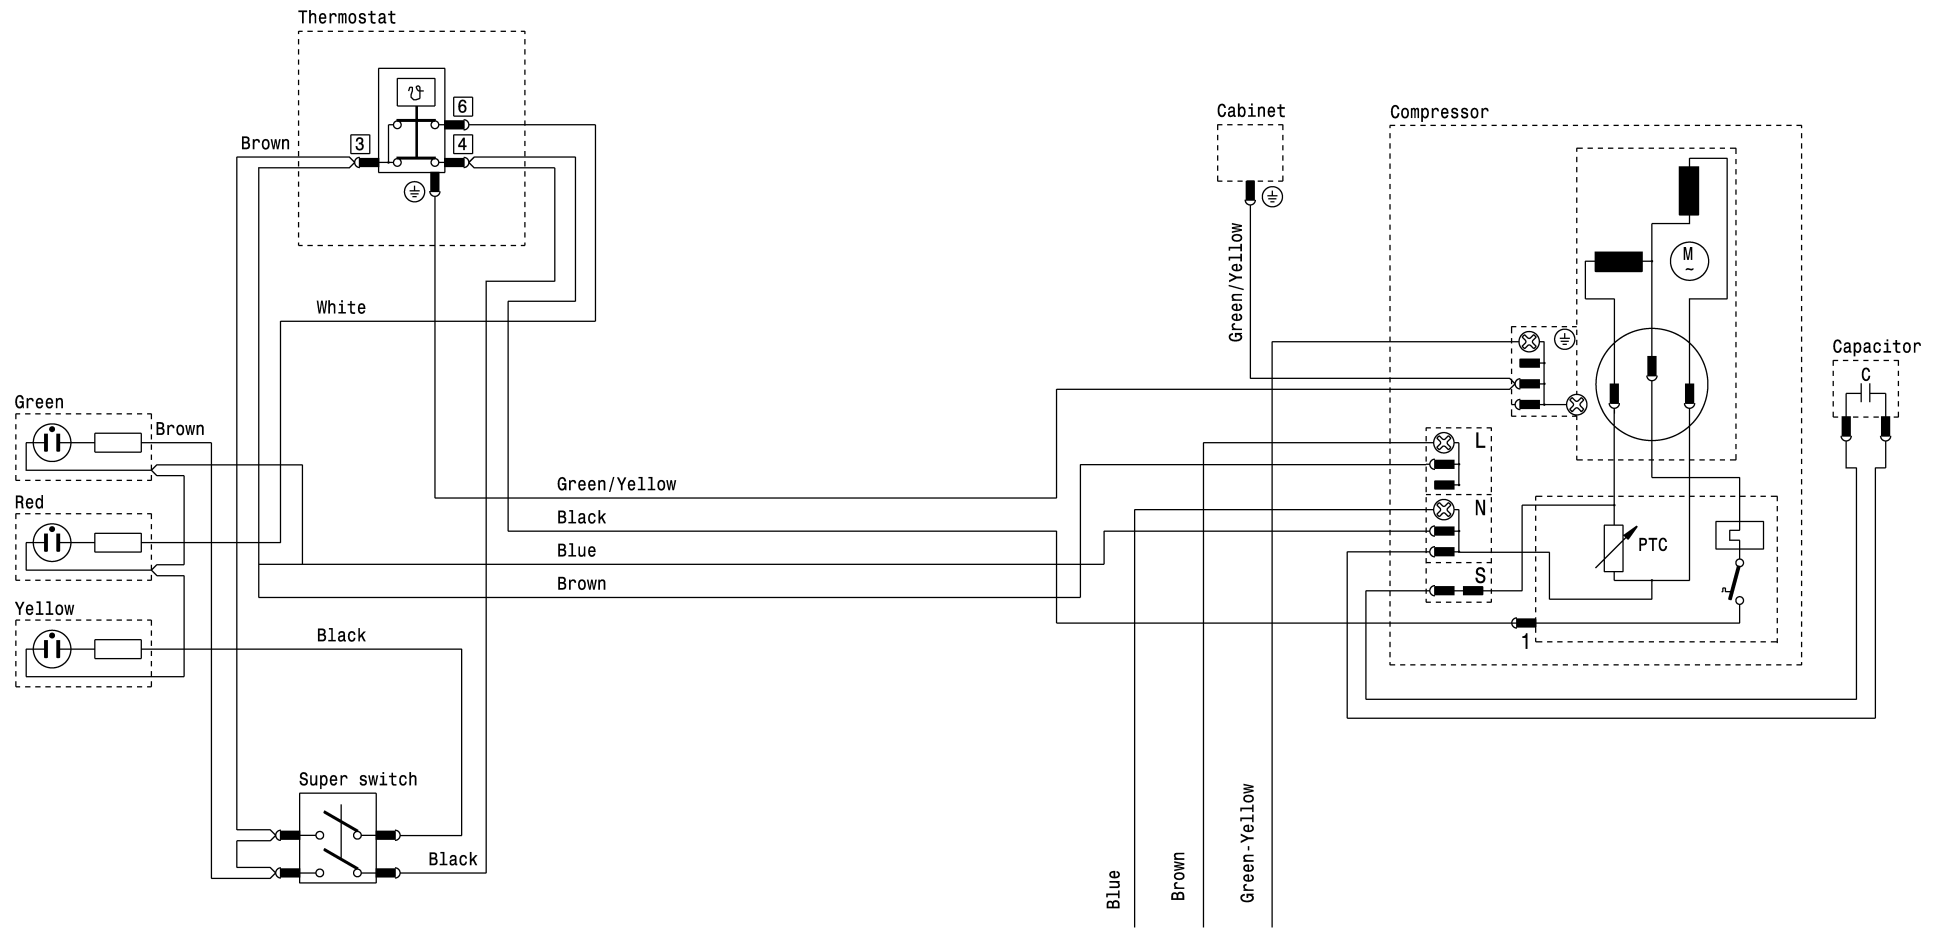 Thermostat
ϑ
6
3
4
Brown
White
Green
Brown
Red
Yellow
Black
Super switch
Black
Green/Yellow
Black
Blue
Brown
Cabinet
Green/Yellow
Compressor
M
~
L
N
S
PTC
1
Capacitor
C
Blue
Brown
Green-Yellow